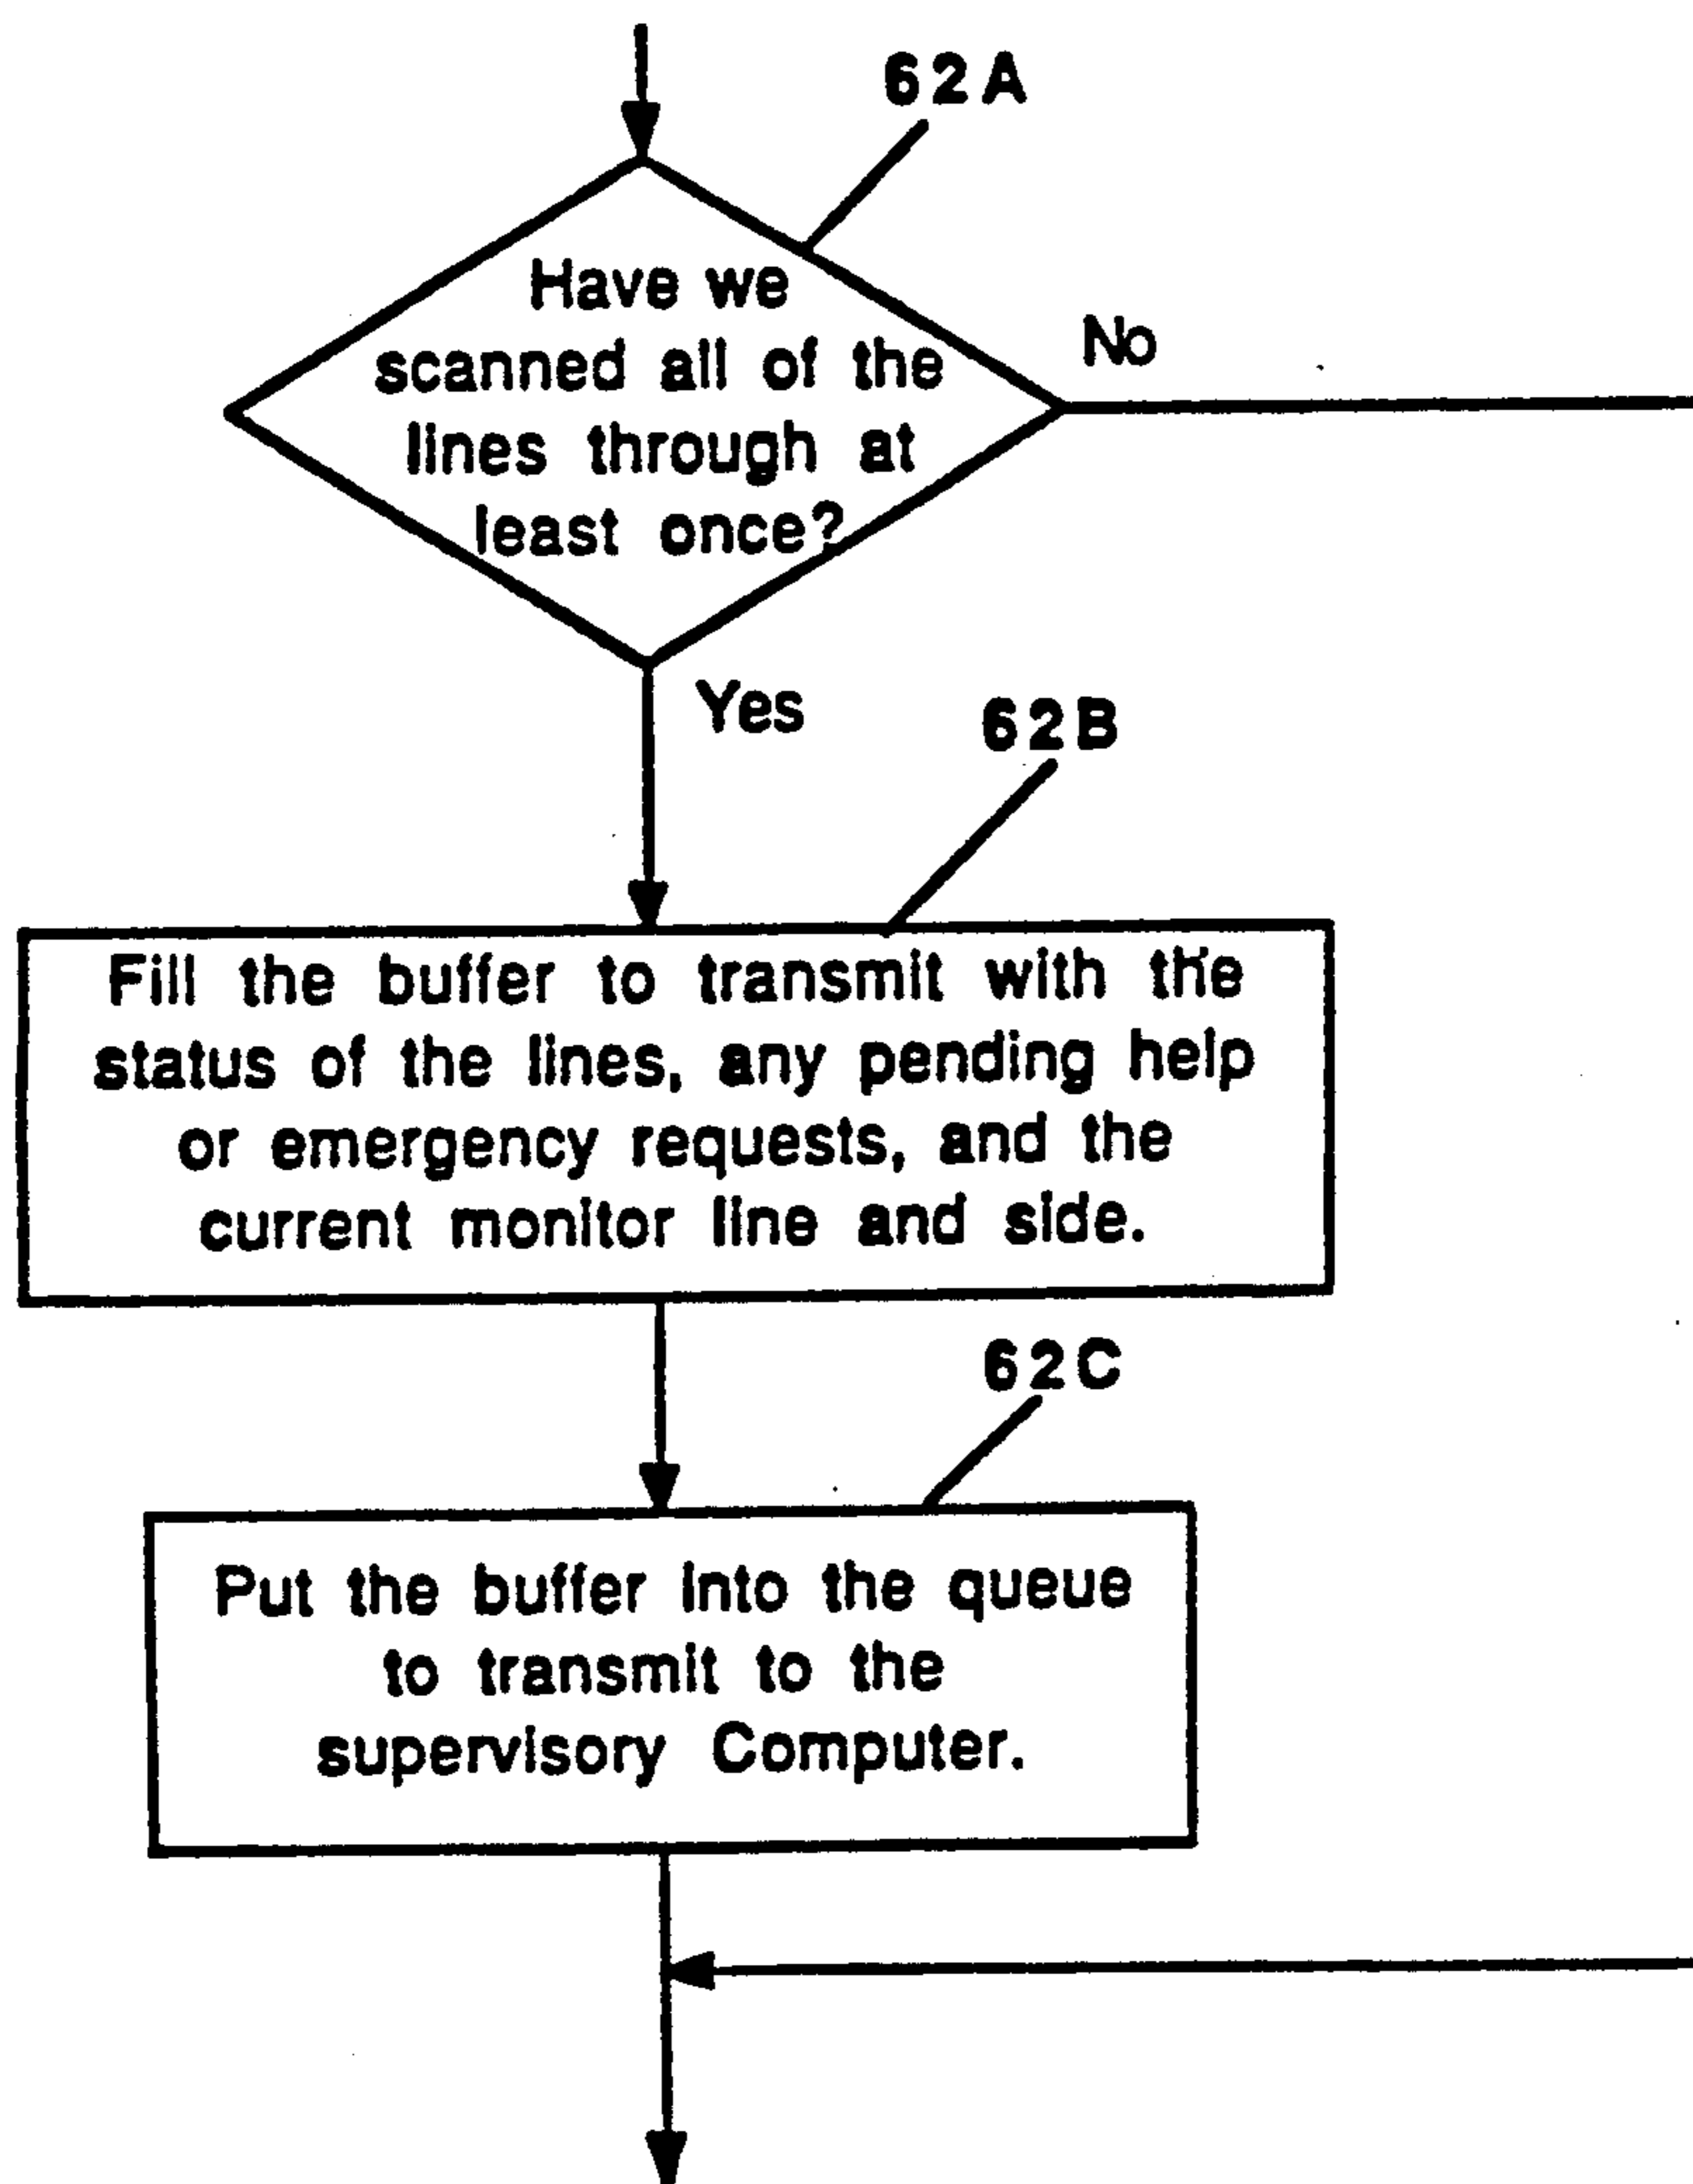 62A
Have we
scanned all of the
lines through at
least once?
No
Yes
62B
Fill the buffer to transmit with the
status of the lines, any pending help
or emergency requests, and the
current monitor line and side.
62C
Put the buffer into the queue
to transmit to the
supervisory Computer.